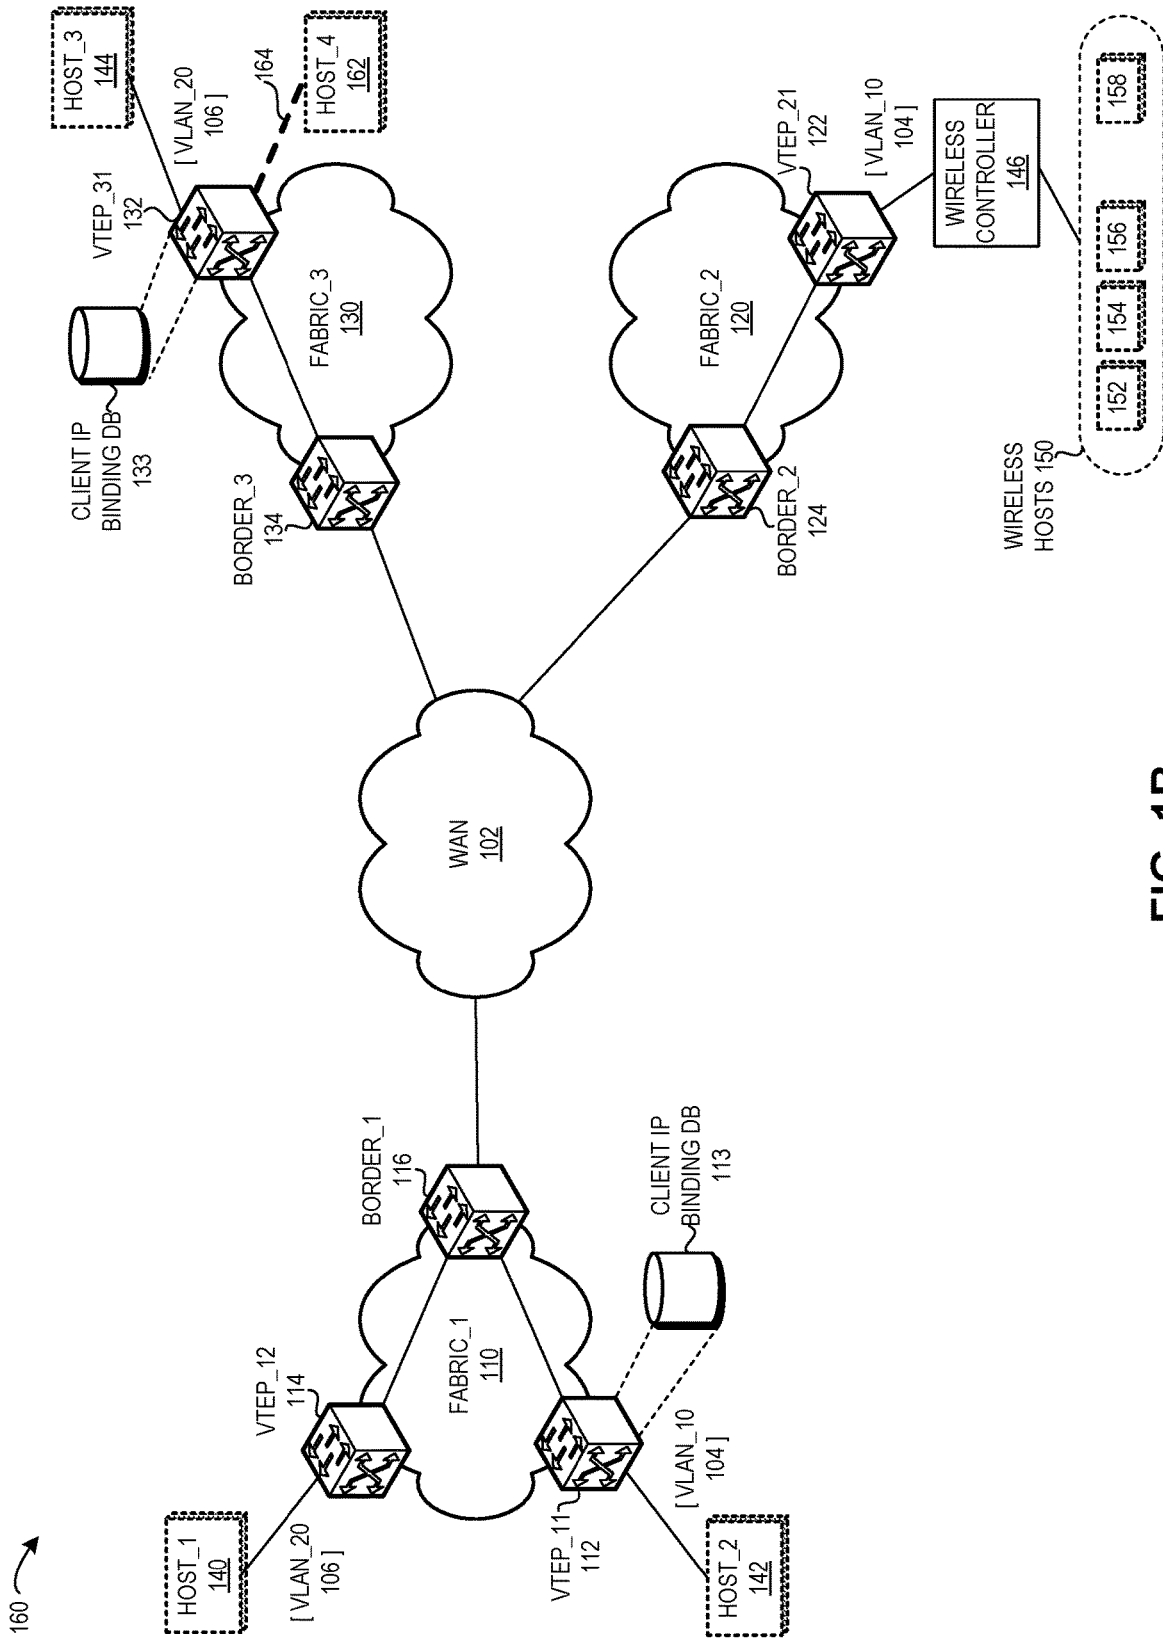 160
HOST_1
140
[ VLAN_20
106 ]
VTEP_12
114
FABRIC_1
110
VTEP_11
112
[ VLAN_10
104 ]
HOST_2
142
BORDER_1
116
CLIENT IP
BINDING DB
113
WAN
102
BORDER_3
134
CLIENT IP
BINDING DB
133
FABRIC_3
130
VTEP_31
132
[ VLAN_20
106 ]
HOST_3
144
164
HOST_4
162
BORDER_2
124
FABRIC_2
120
VTEP_21
122
[ VLAN_10
104 ]
WIRELESS
CONTROLLER
146
WIRELESS
HOSTS 150
152
154
156
158
FIG. 1B